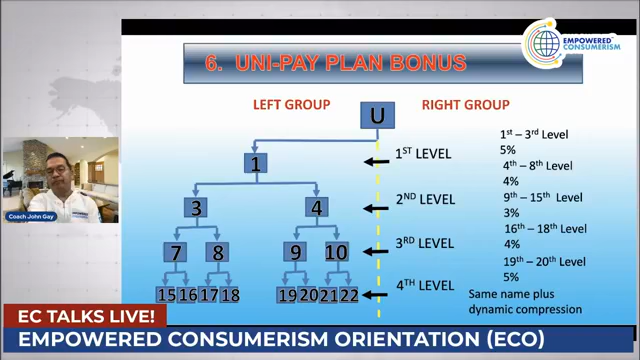 6. UNI-PAY PLAN BONUS
EMPOWERED
CONSUMERISM
LEFT GROUP
U
RIGHT GROUP
1
1ST LEVEL
3
4
2ND LEVEL
7
8
9
10
3RD LEVEL
15
16
17
18
19
20
21
22
4TH LEVEL
1st – 3rd Level
5%
4th – 8th Level
4%
9th – 15th Level
3%
16th – 18th Level
4%
19th – 20th Level
5%
Same name plus
dynamic compression
Coach John Gay
EC TALKS LIVE!
EMPOWERED CONSUMERISM ORIENTATION (ECO)